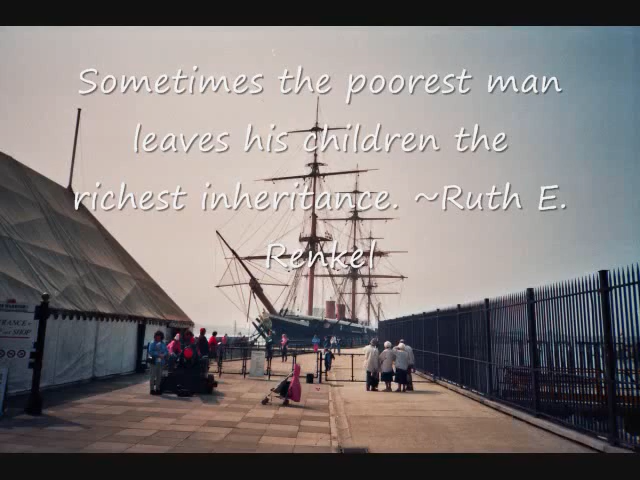 Sometimes the poorest man
leaves his children the
richest inheritance. ~Ruth E.
Renkel